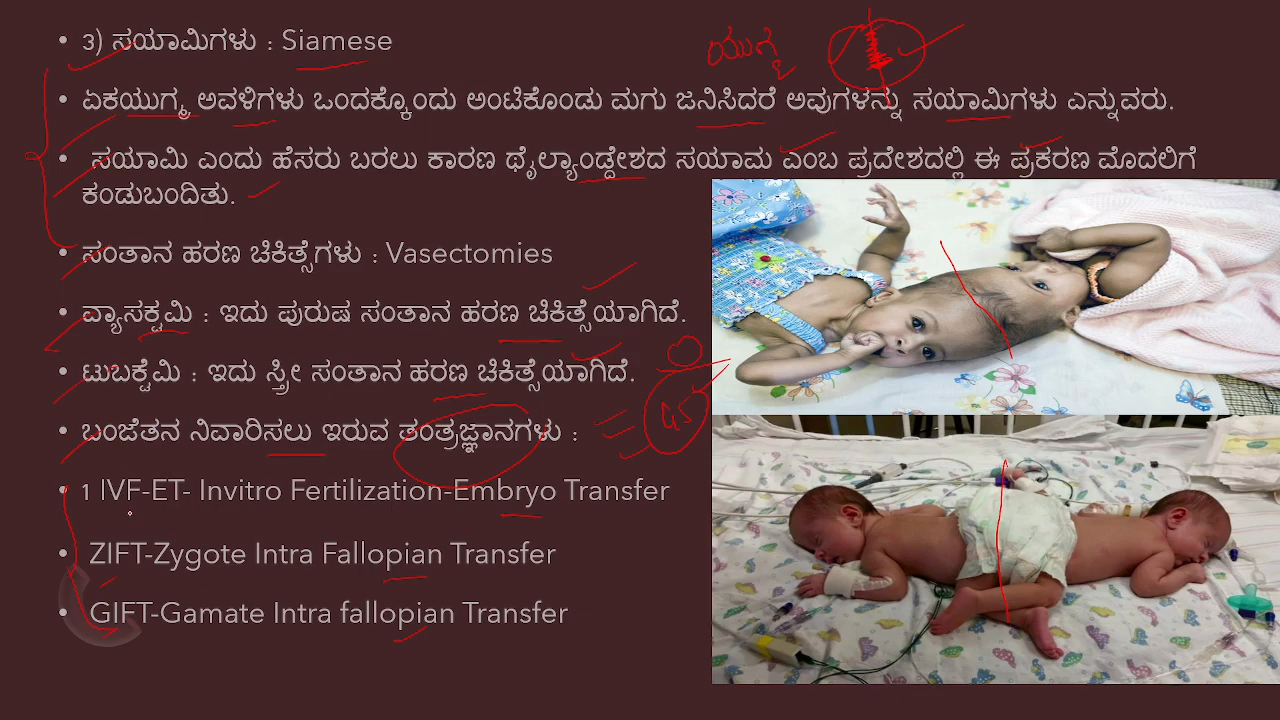 • 3) ಸಯಾಮಿಗಳು : Siamese
ಯುಗ್ಮ
• ಏಕಯುಗ್ಮ ಅವಳಿಗಳು ಒಂದಕ್ಕೊಂದು ಅಂಟಿಕೊಂಡು ಮಗು ಜನಿಸಿದರೆ ಅವುಗಳನ್ನು ಸಯಾಮಿಗಳು ಎನ್ನುವರು.
• ಸಯಾಮಿ ಎಂದು ಹೆಸರು ಬರಲು ಕಾರಣ ಥೈಲ್ಯಾಂಡ್ದೇಶದ ಸಯಾಮ ಎಂಬ ಪ್ರದೇಶದಲ್ಲಿ ಈ ಪ್ರಕರಣ ಮೊದಲಿಗೆ
ಕಂಡುಬಂದಿತು.
• ಸಂತಾನ ಹರಣ ಚಿಕಿತ್ಸೆಗಳು : Vasectomies
• ವ್ಯಾಸಕ್ಟಮಿ : ಇದು ಪುರುಷ ಸಂತಾನ ಹರಣ ಚಿಕಿತ್ಸೆಯಾಗಿದೆ.
• ಟುಬಕ್ಟೆಮಿ : ಇದು ಸ್ತ್ರೀ ಸಂತಾನ ಹರಣ ಚಿಕಿತ್ಸೆಯಾಗಿದೆ.
45
• ಬಂಜೆತನ ನಿವಾರಿಸಲು ಇರುವ ತಂತ್ರಜ್ಞಾನಗಳು :
• 1 IVF-ET- Invitro Fertilization-Embryo Transfer
• ZIFT-Zygote Intra Fallopian Transfer
• GIFT-Gamate Intra fallopian Transfer